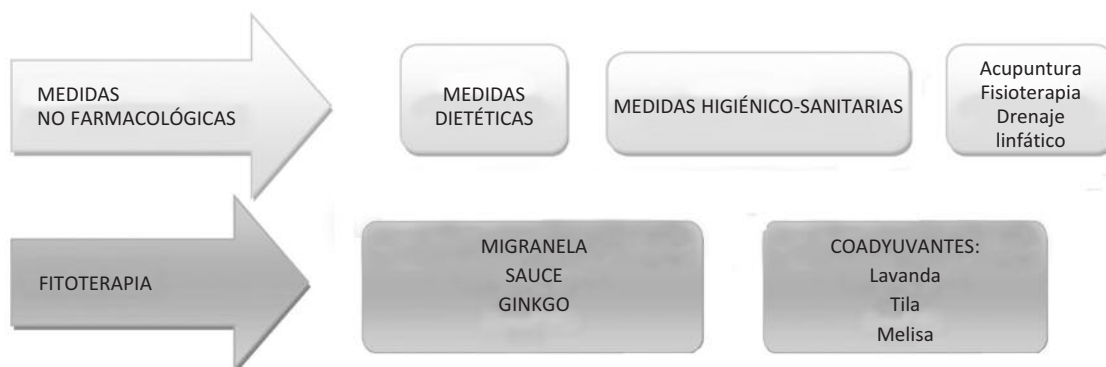 MEDIDAS
NO FARMACOLÓGICAS
MEDIDAS
DIETÉTICAS
MEDIDAS HIGIÉNICO-SANITARIAS
Acupuntura
Fisioterapia
Drenaje
linfático
FITOTERAPIA
MIGRANELA
SAUCE
GINKGO
COADYUVANTES:
Lavanda
Tila
Melisa